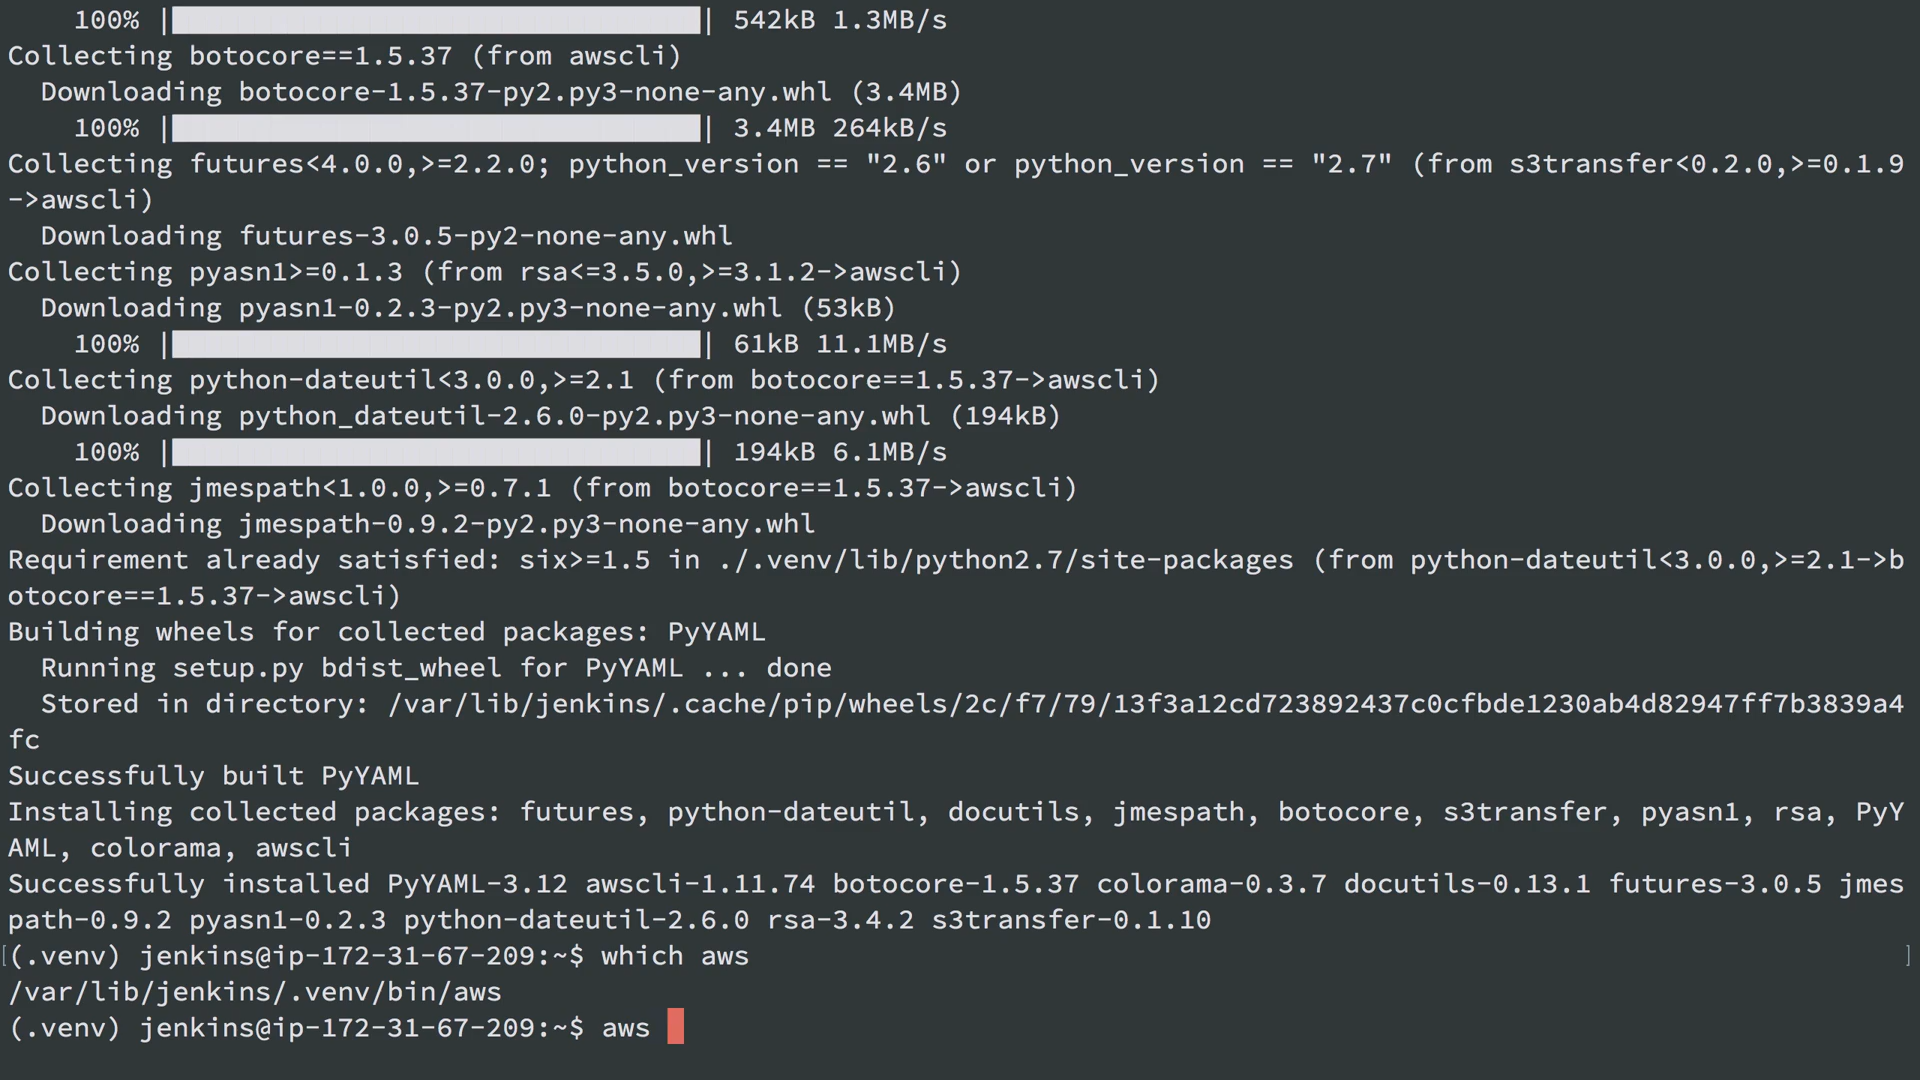 100% |████████████████████████████████| 542kB 1.3MB/s
Collecting botocore==1.5.37 (from awscli)
Downloading botocore-1.5.37-py2.py3-none-any.whl (3.4MB)
100% |████████████████████████████████| 3.4MB 264kB/s
Collecting futures<4.0.0,>=2.2.0; python_version == "2.6" or python_version == "2.7" (from s3transfer<0.2.0,>=0.1.9
->awscli)
Downloading futures-3.0.5-py2-none-any.whl
Collecting pyasn1>=0.1.3 (from rsa<=3.5.0,>=3.1.2->awscli)
Downloading pyasn1-0.2.3-py2.py3-none-any.whl (53kB)
100% |████████████████████████████████| 61kB 11.1MB/s
Collecting python-dateutil<3.0.0,>=2.1 (from botocore==1.5.37->awscli)
Downloading python_dateutil-2.6.0-py2.py3-none-any.whl (194kB)
100% |████████████████████████████████| 194kB 6.1MB/s
Collecting jmespath<1.0.0,>=0.7.1 (from botocore==1.5.37->awscli)
Downloading jmespath-0.9.2-py2.py3-none-any.whl
Requirement already satisfied: six>=1.5 in ./.venv/lib/python2.7/site-packages (from python-dateutil<3.0.0,>=2.1->b
otocore==1.5.37->awscli)
Building wheels for collected packages: PyYAML
Running setup.py bdist_wheel for PyYAML ... done
Stored in directory: /var/lib/jenkins/.cache/pip/wheels/2c/f7/79/13f3a12cd723892437c0cfbde1230ab4d82947ff7b3839a4
fc
Successfully built PyYAML
Installing collected packages: futures, python-dateutil, docutils, jmespath, botocore, s3transfer, pyasn1, rsa, PyY
AML, colorama, awscli
Successfully installed PyYAML-3.12 awscli-1.11.74 botocore-1.5.37 colorama-0.3.7 docutils-0.13.1 futures-3.0.5 jmes
path-0.9.2 pyasn1-0.2.3 python-dateutil-2.6.0 rsa-3.4.2 s3transfer-0.1.10
[(.venv) jenkins@ip-172-31-67-209:~$ which aws ]
/var/lib/jenkins/.venv/bin/aws
(.venv) jenkins@ip-172-31-67-209:~$ aws